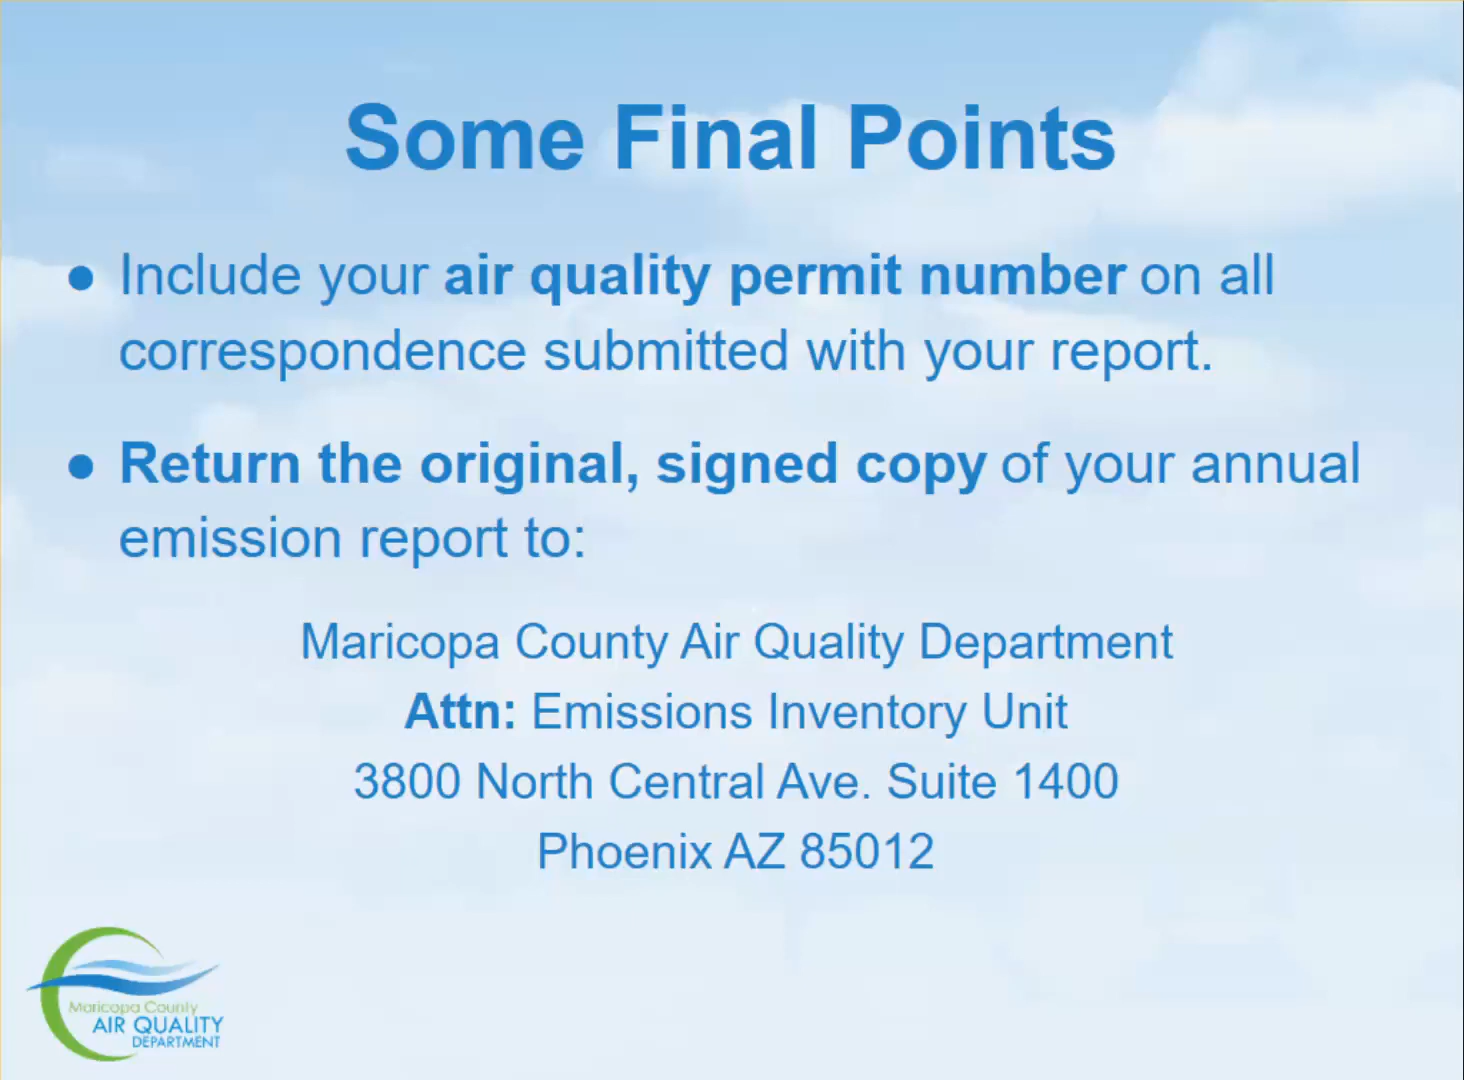 Some Final Points
● Include your air quality permit number on all
correspondence submitted with your report.
● Return the original, signed copy of your annual
emission report to:
Maricopa County Air Quality Department
Attn: Emissions Inventory Unit
3800 North Central Ave. Suite 1400
Phoenix AZ 85012
Maricopa County
AIR QUALITY
DEPARTMENT